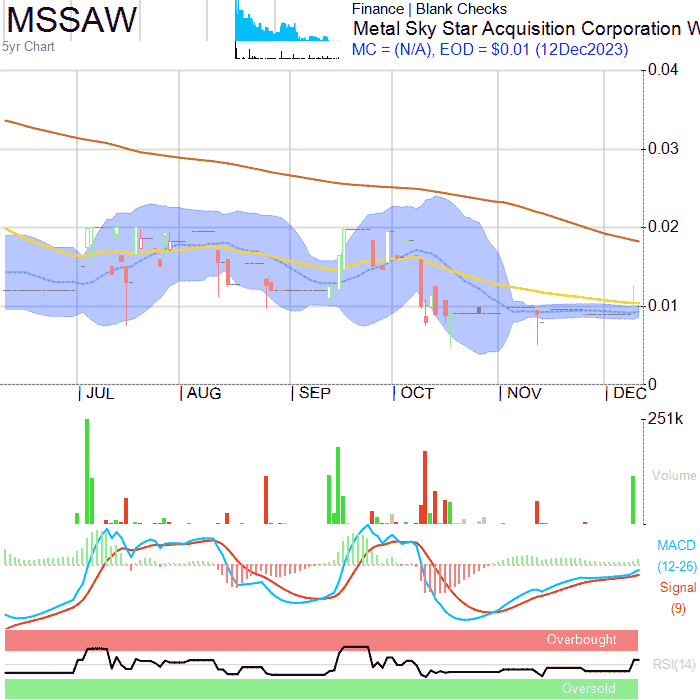 MSSAW
5yr Chart
Finance | Blank Checks
Metal Sky Star Acquisition Corporation W
MC = (N/A), EOD = $0.01 (12Dec2023)
0.04
0.03
0.02
0.01
0
| JUL | AUG | SEP | OCT | NOV | DEC
251k
Volume
MACD
(12-26)
Signal
(9)
Overbought
RSI(14)
Oversold